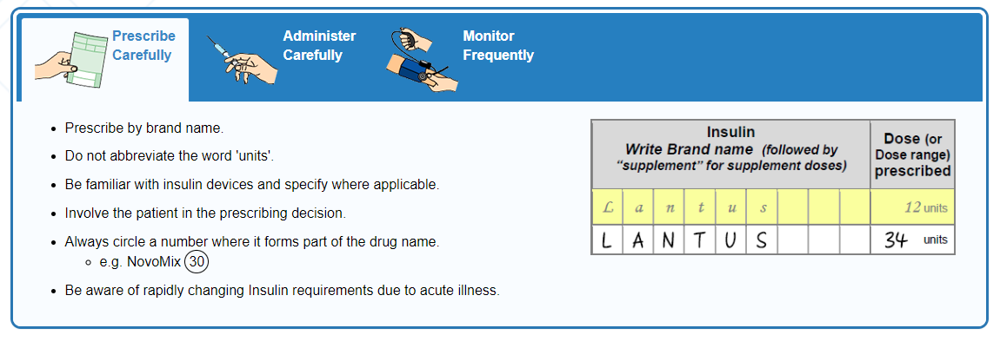 Prescribe
Carefully
Administer
Carefully
Monitor
Frequently
Prescribe by brand name.
Do not abbreviate the word 'units'.
Be familiar with insulin devices and specify where applicable.
Involve the patient in the prescribing decision.
Always circle a number where it forms part of the drug name.
e.g. NovoMix 30
Be aware of rapidly changing Insulin requirements due to acute illness.
Insulin
Write Brand name (followed by
“supplement” for supplement doses)
Dose (or
Dose range)
prescribed
L a n t u s 12 units
L A N T U S 34 units